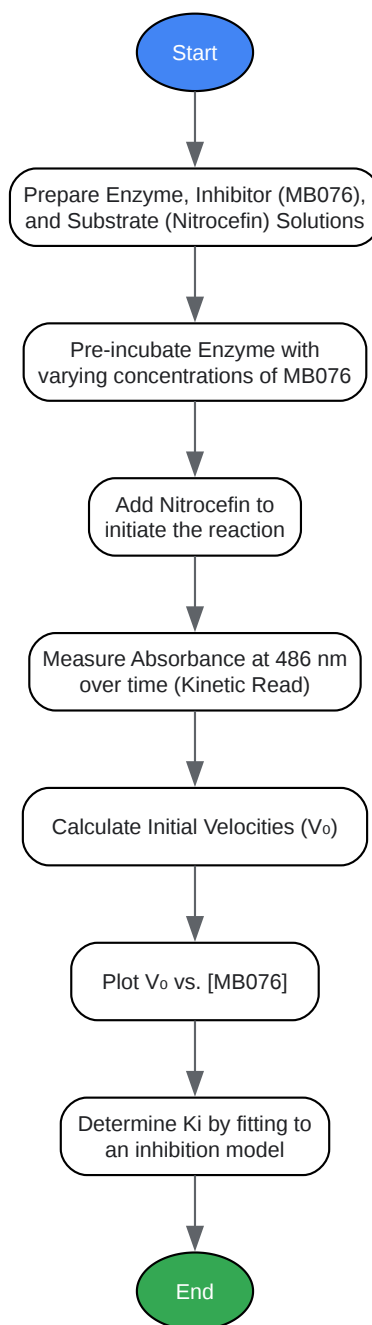 Start
Prepare Enzyme, Inhibitor (MB076),
and Substrate (Nitrocefin) Solutions
Pre-incubate Enzyme with
varying concentrations of MB076
Add Nitrocefin to
initiate the reaction
Measure Absorbance at 486 nm
over time (Kinetic Read)
Calculate Initial Velocities (V₀)
Plot V₀ vs. [MB076]
Determine Ki by fitting to
an inhibition model
End